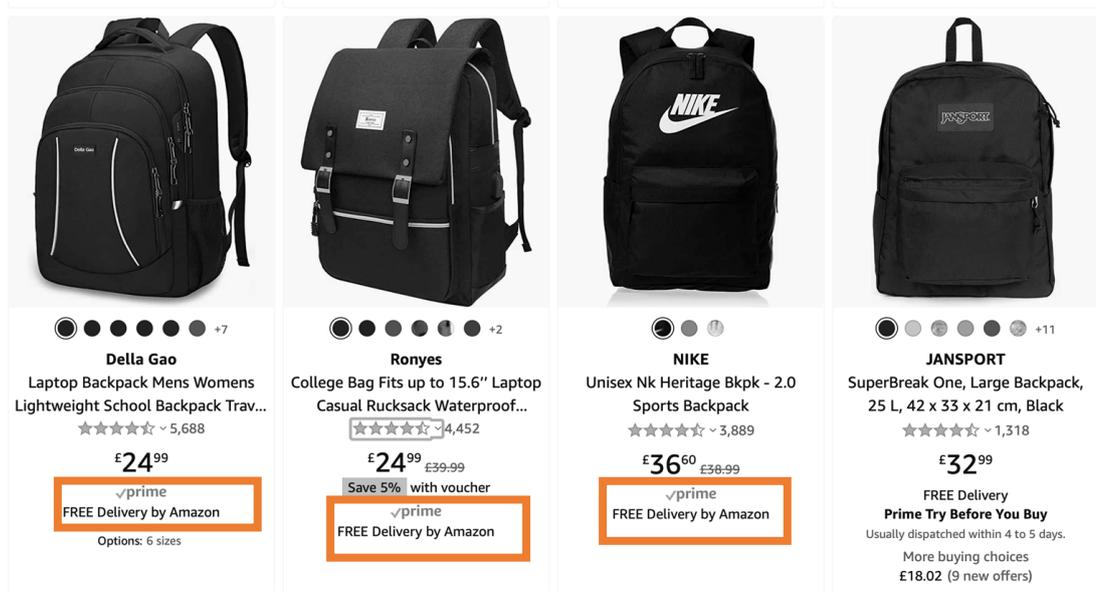 Della Gao
Ronyes
NIKE
JANSPORT
+7
Della Gao
Laptop Backpack Mens Womens
Lightweight School Backpack Trav...
5,688
£24.99
prime
FREE Delivery by Amazon
Options: 6 sizes
+2
Ronyes
College Bag Fits up to 15.6″ Laptop
Casual Rucksack Waterproof...
4,452
£24.99 £39.99
Save 5% with voucher
prime
FREE Delivery by Amazon
NIKE
Unisex Nk Heritage Bkpk - 2.0
Sports Backpack
3,889
£36.60 £38.99
prime
FREE Delivery by Amazon
+11
JANSPORT
SuperBreak One, Large Backpack,
25 L, 42 x 33 x 21 cm, Black
1,318
£32.99
FREE Delivery
Prime Try Before You Buy
Usually dispatched within 4 to 5 days.
More buying choices
£18.02 (9 new offers)